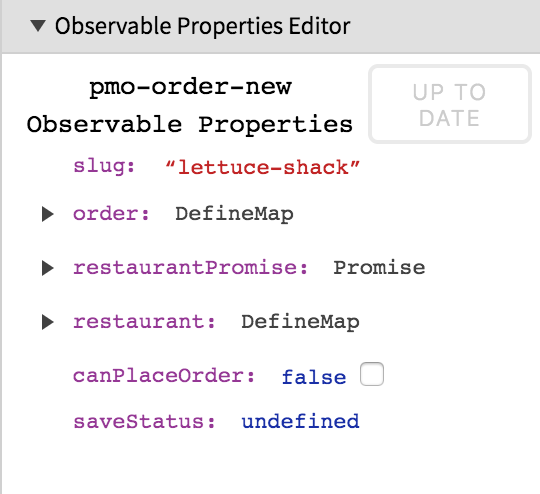 Observable Properties Editor
pmo-order-new
Observable Properties
UP TO
DATE
slug: “lettuce-shack”
order: DefineMap
restaurantPromise: Promise
restaurant: DefineMap
canPlaceOrder: false
saveStatus: undefined